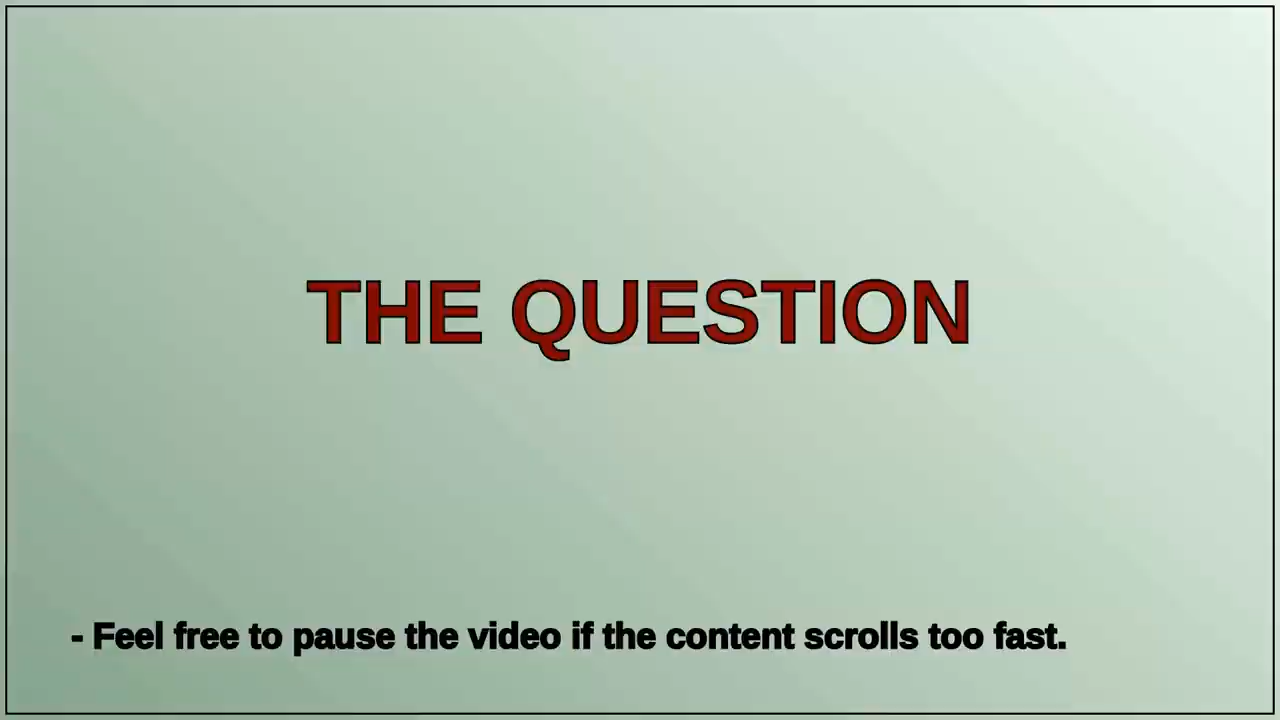 THE QUESTION
- Feel free to pause the video if the content scrolls too fast.